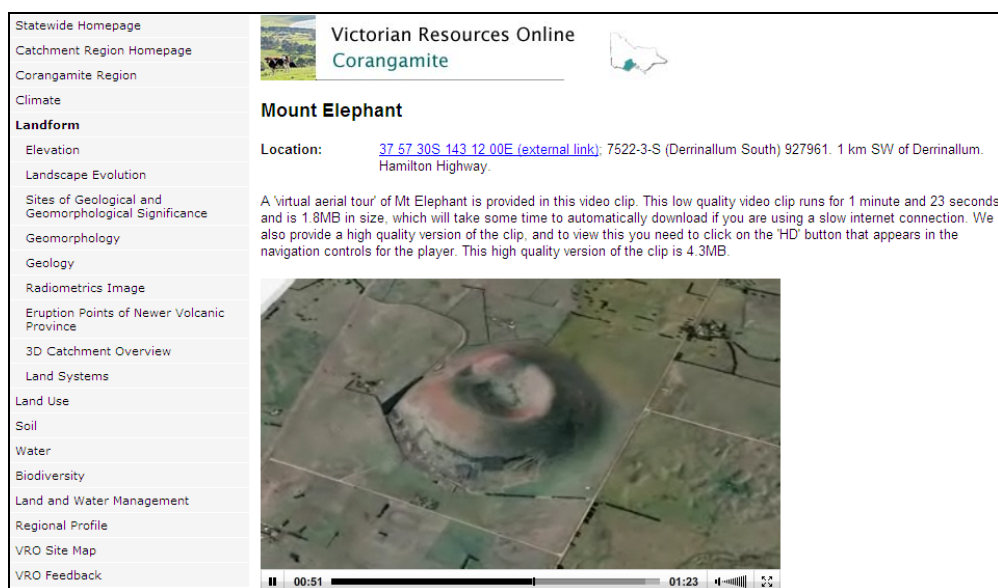 Statewide Homepage
Catchment Region Homepage
Corangamite Region
Climate
Landform
Elevation
Landscape Evolution
Sites of Geological and
Geomorphological Significance
Geomorphology
Geology
Radiometrics Image
Eruption Points of Newer Volcanic
Province
3D Catchment Overview
Land Systems
Land Use
Soil
Water
Biodiversity
Land and Water Management
Regional Profile
VRO Site Map
VRO Feedback
Victorian Resources Online
Corangamite
Mount Elephant
Location: 37 57 30S 143 12 00E (external link); 7522-3-S (Derrinallum South) 927961. 1 km SW of Derrinallum.
Hamilton Highway.
A 'virtual aerial tour' of Mt Elephant is provided in this video clip. This low quality video clip runs for 1 minute and 23 seconds
and is 1.8MB in size, which will take some time to automatically download if you are using a slow internet connection. We
also provide a high quality version of the clip, and to view this you need to click on the 'HD' button that appears in the
navigation controls for the player. This high quality version of the clip is 4.3MB.
00:51 01:23